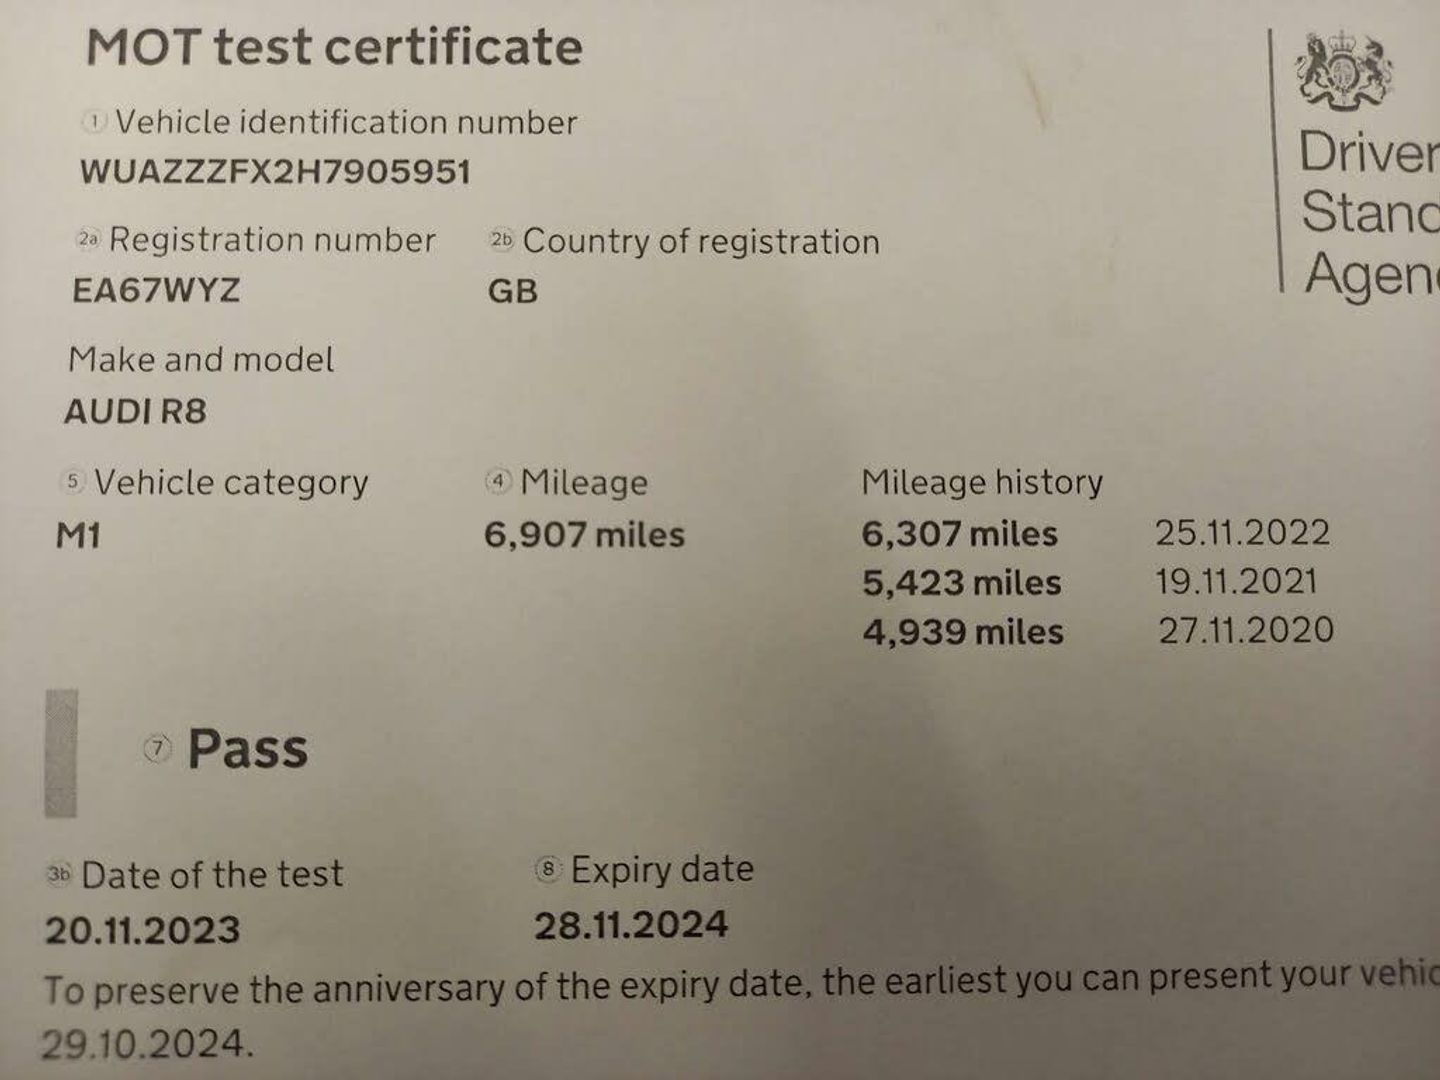 MOT test certificate
1 Vehicle identification number
WUAZZZFX2H7905951
2a Registration number 2b Country of registration
EA67WYZ GB
Make and model
AUDI R8
5 Vehicle category 4 Mileage Mileage history
M1 6,907 miles 6,307 miles 25.11.2022
5,423 miles 19.11.2021
4,939 miles 27.11.2020
7 Pass
3b Date of the test 8 Expiry date
20.11.2023 28.11.2024
To preserve the anniversary of the expiry date, the earliest you can present your vehic
29.10.2024.
Driver
Stand
Agenc